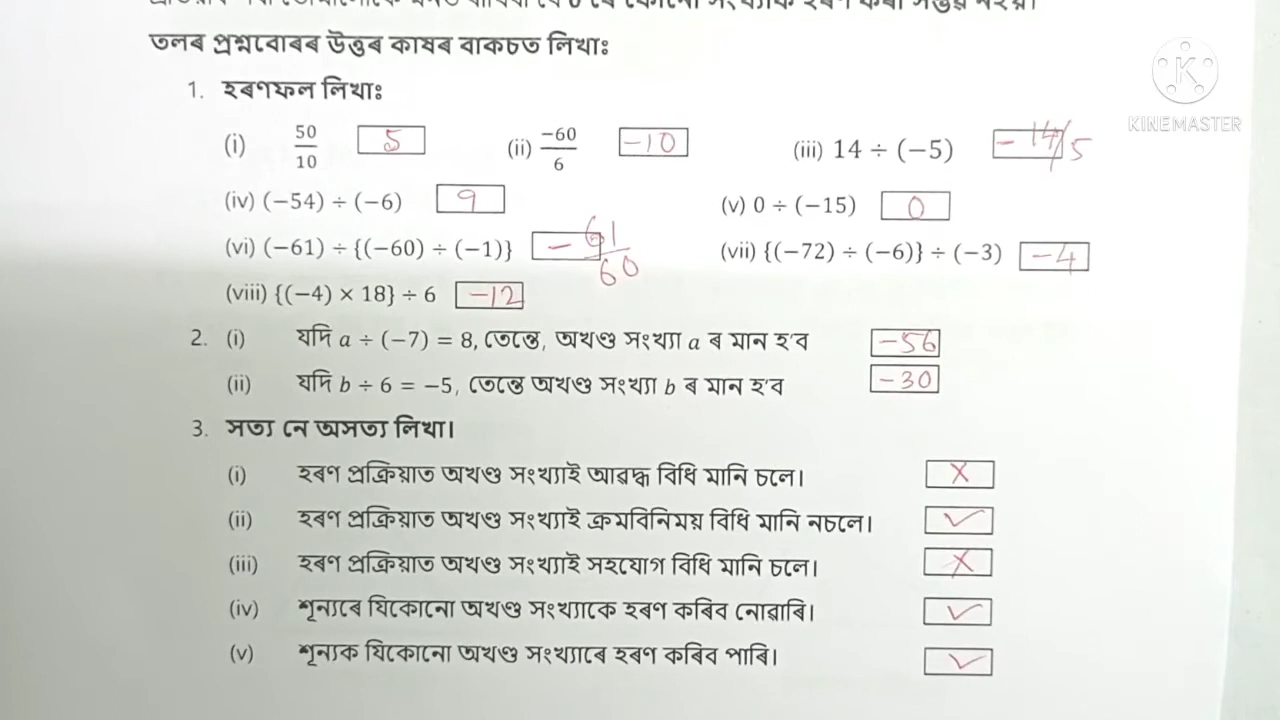 তলৰ প্ৰশ্নবোৰৰ উত্তৰ কাষৰ বাকচত লিখাঃ
1. হৰণফল লিখাঃ
(i) 50/10 5 (ii) −60/6 -10 (iii) 14 ÷ (−5) -14/5
KINEMASTER
(iv) (−54) ÷ (−6) 9 (v) 0 ÷ (−15) 0
(vi) (−61) ÷ {(−60) ÷ (−1)} -61/60 (vii) {(−72) ÷ (−6)} ÷ (−3) -4
(viii) {(−4) × 18} ÷ 6 -12
2. (i) যদি a ÷ (−7) = 8, তেন্তে, অখণ্ড সংখ্যা a ৰ মান হ'ব -56
(ii) যদি b ÷ 6 = −5, তেন্তে অখণ্ড সংখ্যা b ৰ মান হ'ব -30
3. সত্য নে অসত্য লিখা।
(i) হৰণ প্ৰক্ৰিয়াত অখণ্ড সংখ্যাই আৱদ্ধ বিধি মানি চলে। ✗
(ii) হৰণ প্ৰক্ৰিয়াত অখণ্ড সংখ্যাই ক্ৰমবিনিময় বিধি মানি নচলে। ✓
(iii) হৰণ প্ৰক্ৰিয়াত অখণ্ড সংখ্যাই সহযোগ বিধি মানি চলে। ✗
(iv) শূন্যৰে যিকোনো অখণ্ড সংখ্যাকে হৰণ কৰিব নোৱাৰি। ✓
(v) শূন্যক যিকোনো অখণ্ড সংখ্যাৰে হৰণ কৰিব পাৰি। ✓